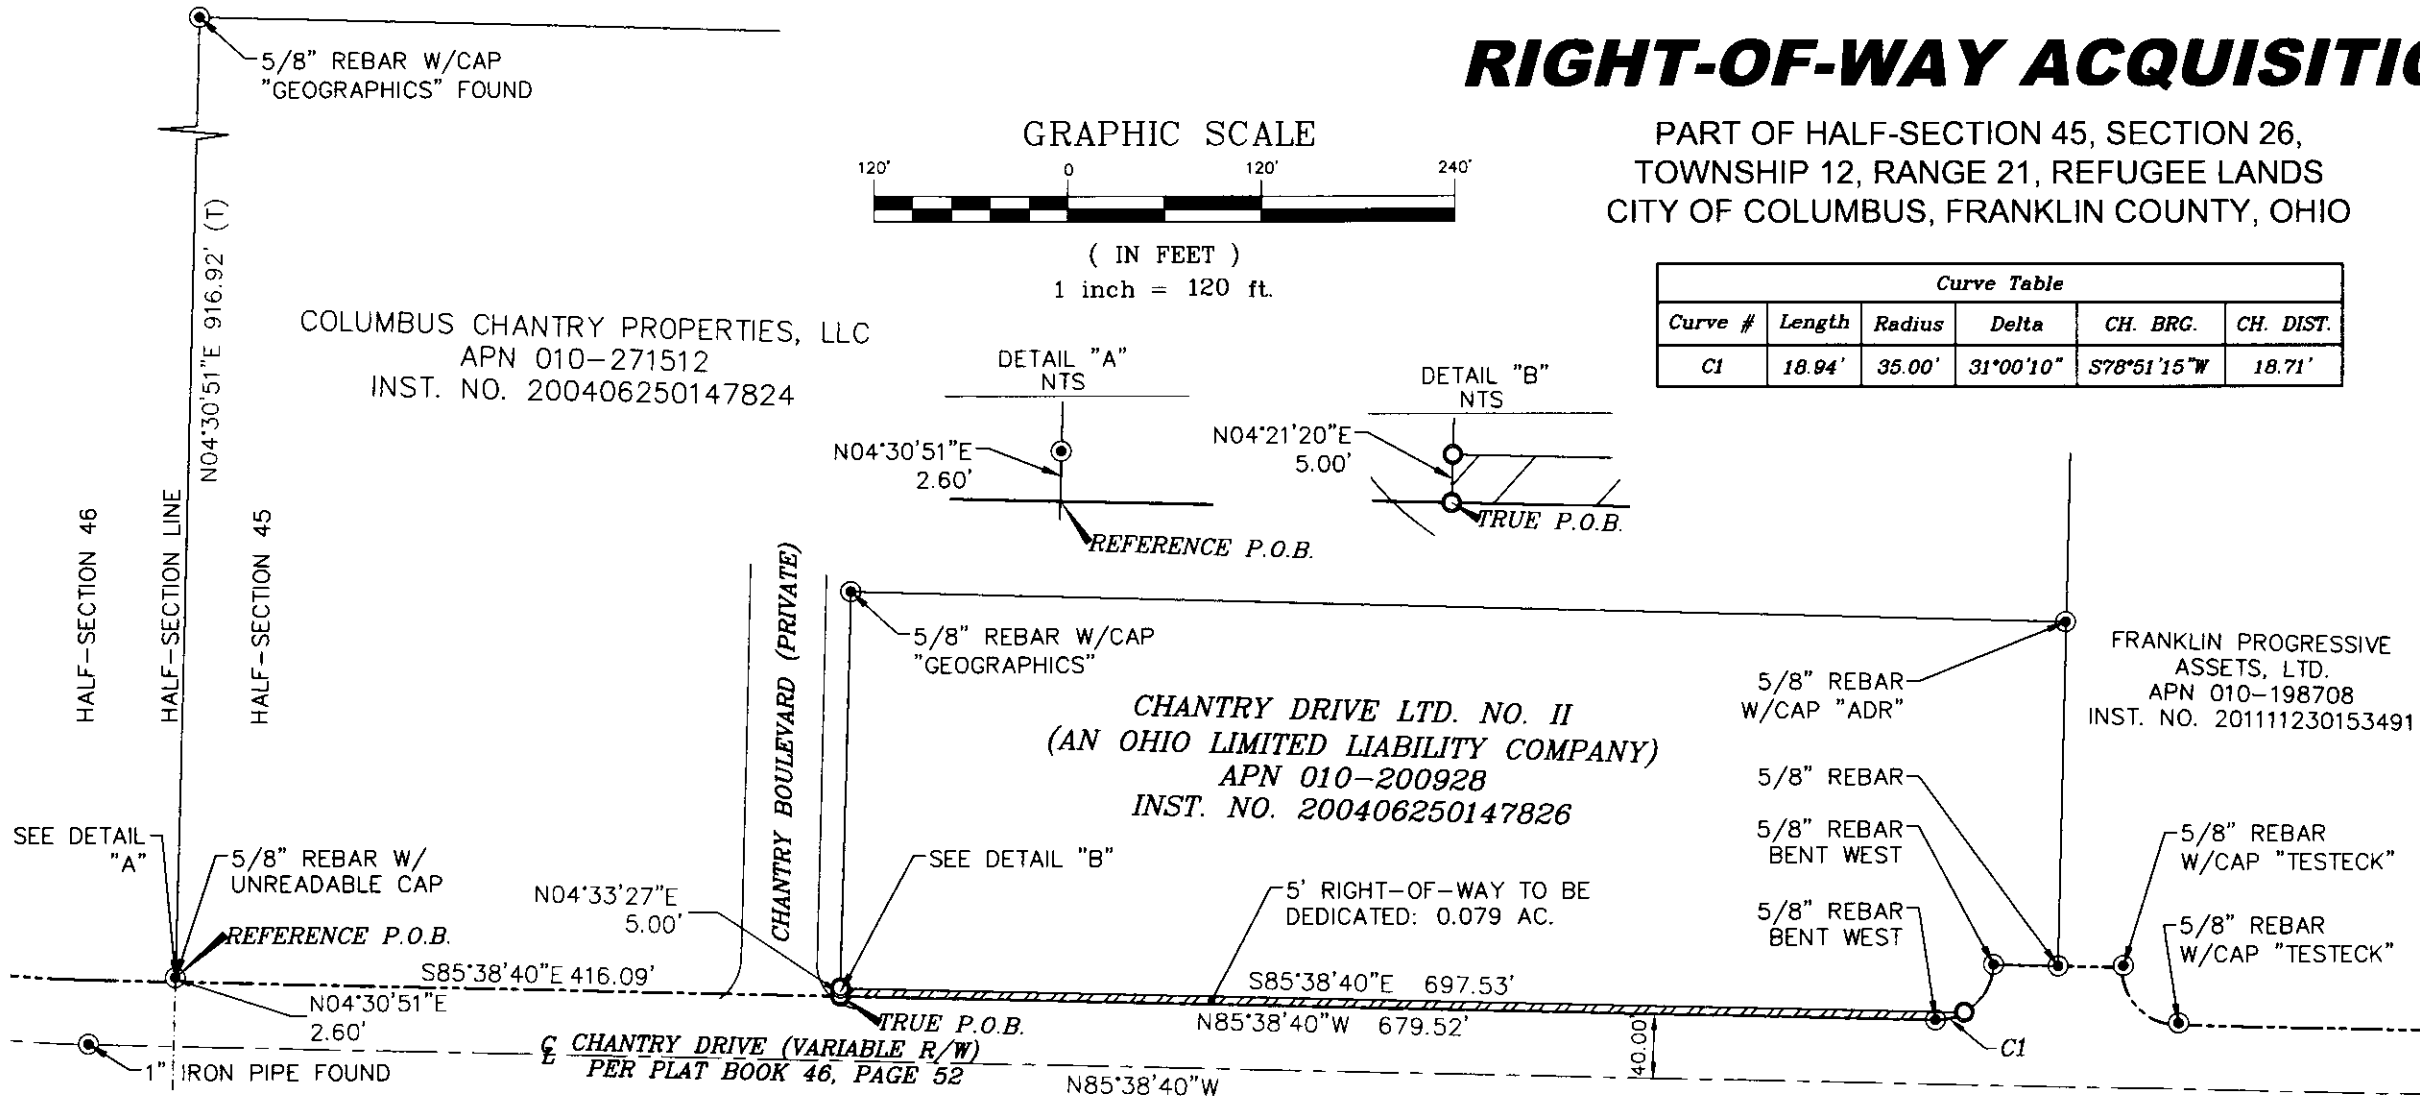 5/8" REBAR W/CAP
"GEOGRAPHICS" FOUND
RIGHT-OF-WAY ACQUISITIO
PART OF HALF-SECTION 45, SECTION 26,
TOWNSHIP 12, RANGE 21, REFUGEE LANDS
CITY OF COLUMBUS, FRANKLIN COUNTY, OHIO
GRAPHIC SCALE
120' 0 120' 240'
( IN FEET )
1 inch = 120 ft.
Curve Table
Curve # Length Radius Delta CH. BRG. CH. DIST.
C1 18.94' 35.00' 31°00'10" S78°51'15"W 18.71'
N04°30'51"E 916.92' (T)
COLUMBUS CHANTRY PROPERTIES, LLC
APN 010-271512
INST. NO. 200406250147824
DETAIL "A"
NTS
N04°30'51"E
2.60'
REFERENCE P.O.B.
DETAIL "B"
NTS
N04°21'20"E
5.00'
TRUE P.O.B.
HALF-SECTION 46
HALF-SECTION LINE
HALF-SECTION 45
CHANTRY BOULEVARD (PRIVATE)
5/8" REBAR W/CAP
"GEOGRAPHICS"
CHANTRY DRIVE LTD. NO. II
(AN OHIO LIMITED LIABILITY COMPANY)
APN 010-200928
INST. NO. 200406250147826
5/8" REBAR
W/CAP "ADR"
FRANKLIN PROGRESSIVE
ASSETS, LTD.
APN 010-198708
INST. NO. 201111230153491
5/8" REBAR
5/8" REBAR
BENT WEST
5/8" REBAR
BENT WEST
5/8" REBAR
W/CAP "TESTECK"
5/8" REBAR
W/CAP "TESTECK"
SEE DETAIL
"A"
5/8" REBAR W/
UNREADABLE CAP
REFERENCE P.O.B.
N04°33'27"E
5.00'
SEE DETAIL "B"
5' RIGHT-OF-WAY TO BE
DEDICATED: 0.079 AC.
S85°38'40"E 416.09'
S85°38'40"E 697.53'
N04°30'51"E
2.60'
TRUE P.O.B.
N85°38'40"W 679.52'
40.00'
C1
1" IRON PIPE FOUND
℄ CHANTRY DRIVE (VARIABLE R/W)
PER PLAT BOOK 46, PAGE 52
N85°38'40"W